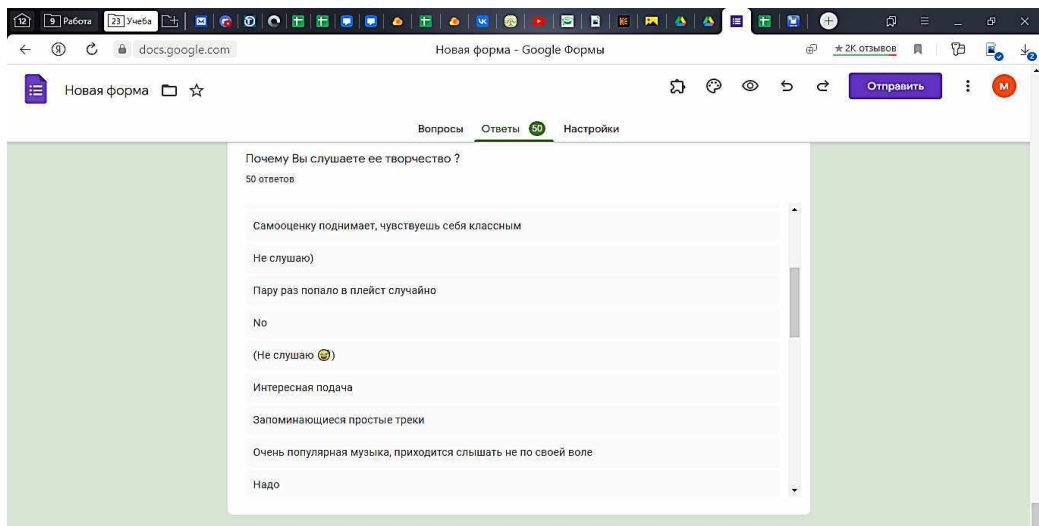 12 9 Работа 23 Учеба
docs.google.com Новая форма - Google Формы ★ 2K отзывов 2
Новая форма Отправить М
Вопросы Ответы 50 Настройки
Почему Вы слушаете ее творчество ?
50 ответов
Самооценку поднимает, чувствуешь себя классным
Не слушаю)
Пару раз попало в плейст случайно
No
(Не слушаю 😅)
Интересная подача
Запоминающиеся простые треки
Очень популярная музыка, приходится слышать не по своей воле
Надо